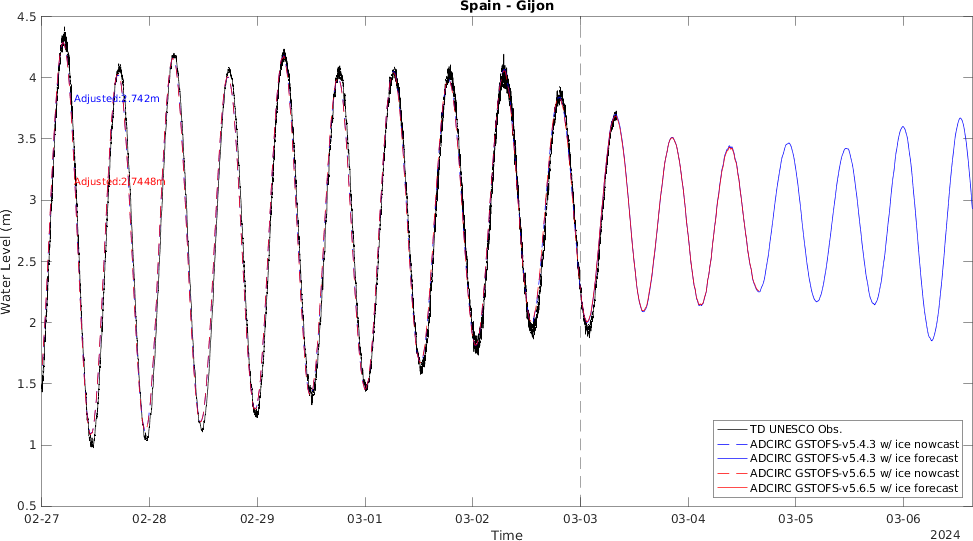 Spain - Gijon
4.5
4
3.5
3
2.5
2
1.5
1
0.5
Water Level (m)
Adjusted:2.742m
Adjusted:2.7448m
TD UNESCO Obs.
ADCIRC GSTOFS-v5.4.3 w/ ice nowcast
ADCIRC GSTOFS-v5.4.3 w/ ice forecast
ADCIRC GSTOFS-v5.6.5 w/ ice nowcast
ADCIRC GSTOFS-v5.6.5 w/ ice forecast
02-27 02-28 02-29 03-01 03-02 03-03 03-04 03-05 03-06
Time
2024